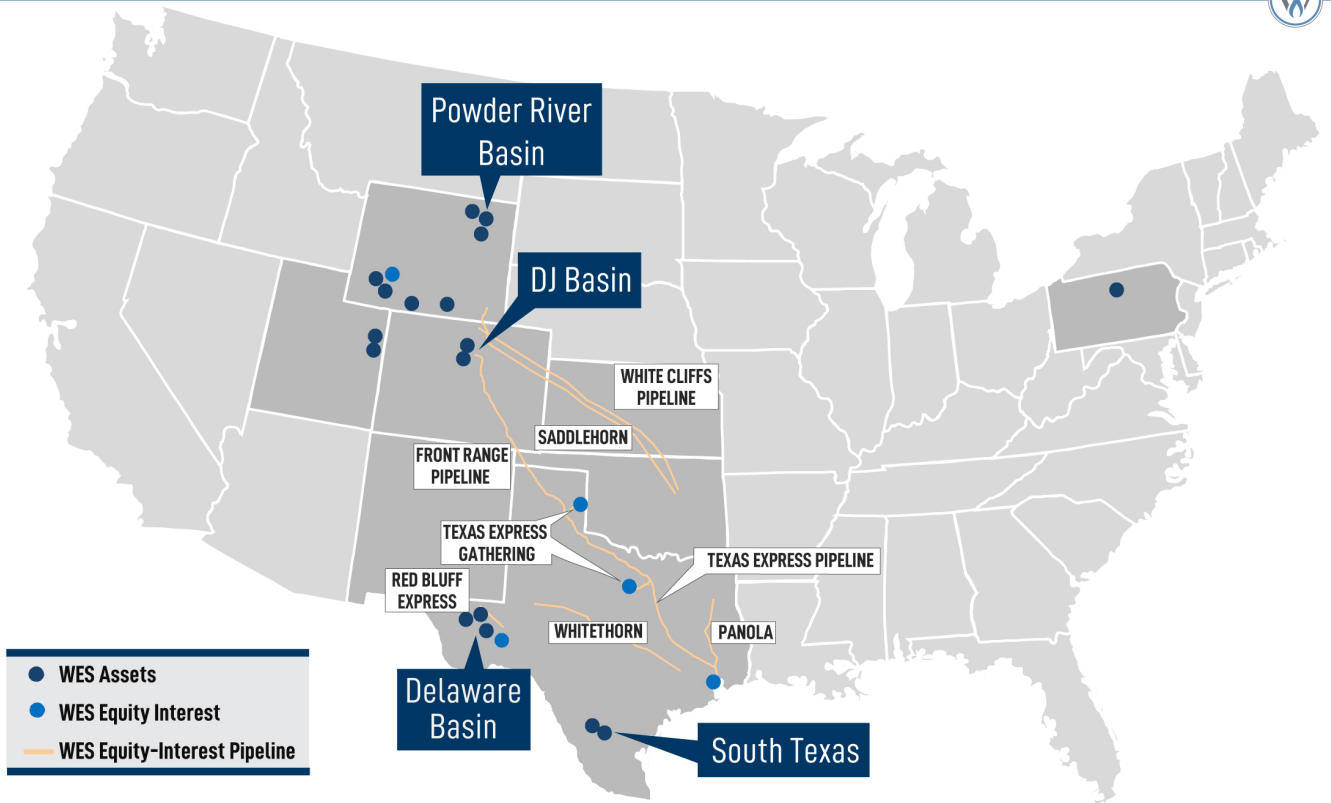 Powder River
Basin
DJ Basin
WHITE CLIFFS
PIPELINE
SADDLEHORN
FRONT RANGE
PIPELINE
TEXAS EXPRESS
GATHERING
TEXAS EXPRESS PIPELINE
RED BLUFF
EXPRESS
WHITETHORN
PANOLA
Delaware
Basin
South Texas
WES Assets
WES Equity Interest
WES Equity-Interest Pipeline